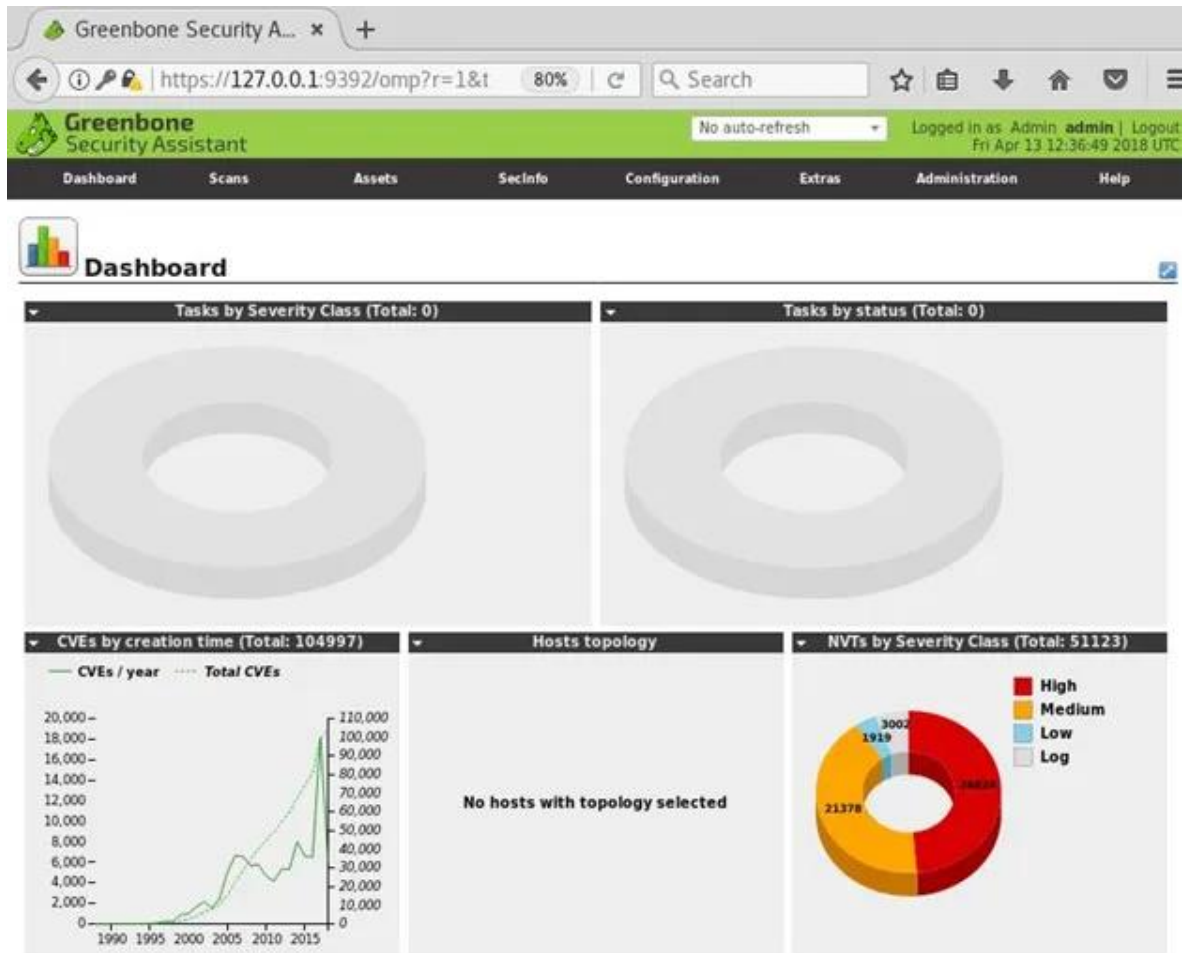 Greenbone Security A... × +
https://127.0.0.1:9392/omp?r=1&t 80% Search
Greenbone
Security Assistant
No auto-refresh
Logged in as Admin admin | Logout
Fri Apr 13 12:36:49 2018 UTC
Dashboard Scans Assets SecInfo Configuration Extras Administration Help
Dashboard
Tasks by Severity Class (Total: 0)
Tasks by status (Total: 0)
CVEs by creation time (Total: 104997)
CVEs / year Total CVEs
20,000
18,000
16,000
14,000
12,000
10,000
8,000
6,000
4,000
2,000
0
110,000
100,000
90,000
80,000
70,000
60,000
50,000
40,000
30,000
20,000
10,000
0
1990 1995 2000 2005 2010 2015
Hosts topology
No hosts with topology selected
NVTs by Severity Class (Total: 51123)
High
Medium
Low
Log
3002
1919
21378